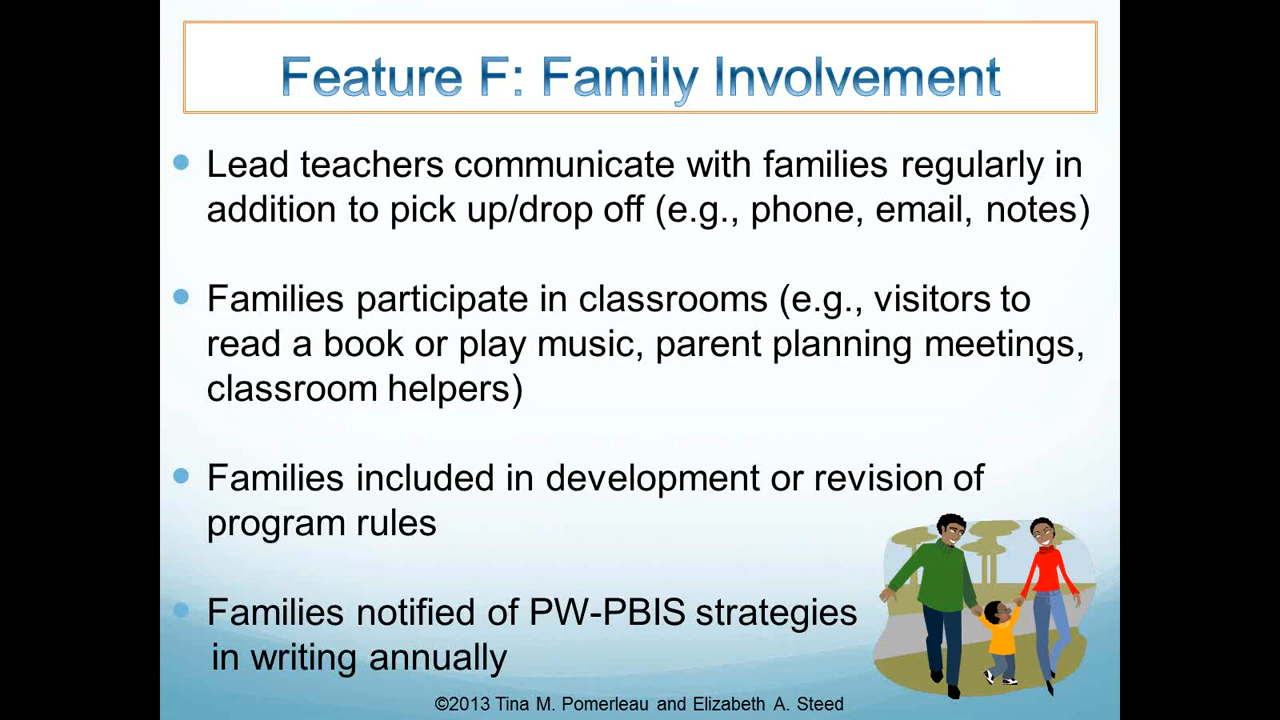 Feature F: Family Involvement
• Lead teachers communicate with families regularly in
addition to pick up/drop off (e.g., phone, email, notes)
• Families participate in classrooms (e.g., visitors to
read a book or play music, parent planning meetings,
classroom helpers)
• Families included in development or revision of
program rules
• Families notified of PW-PBIS strategies
in writing annually
©2013 Tina M. Pomerleau and Elizabeth A. Steed